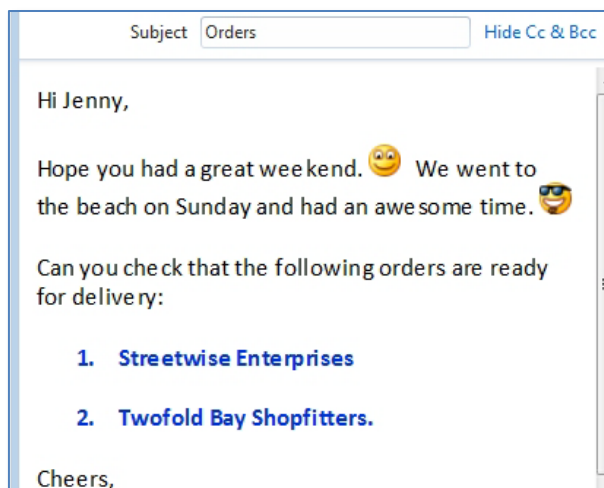 Subject Orders Hide Cc & Bcc
Hi Jenny,
Hope you had a great weekend. We went to
the beach on Sunday and had an awesome time.
Can you check that the following orders are ready
for delivery:
1. Streetwise Enterprises
2. Twofold Bay Shopfitters.
Cheers,